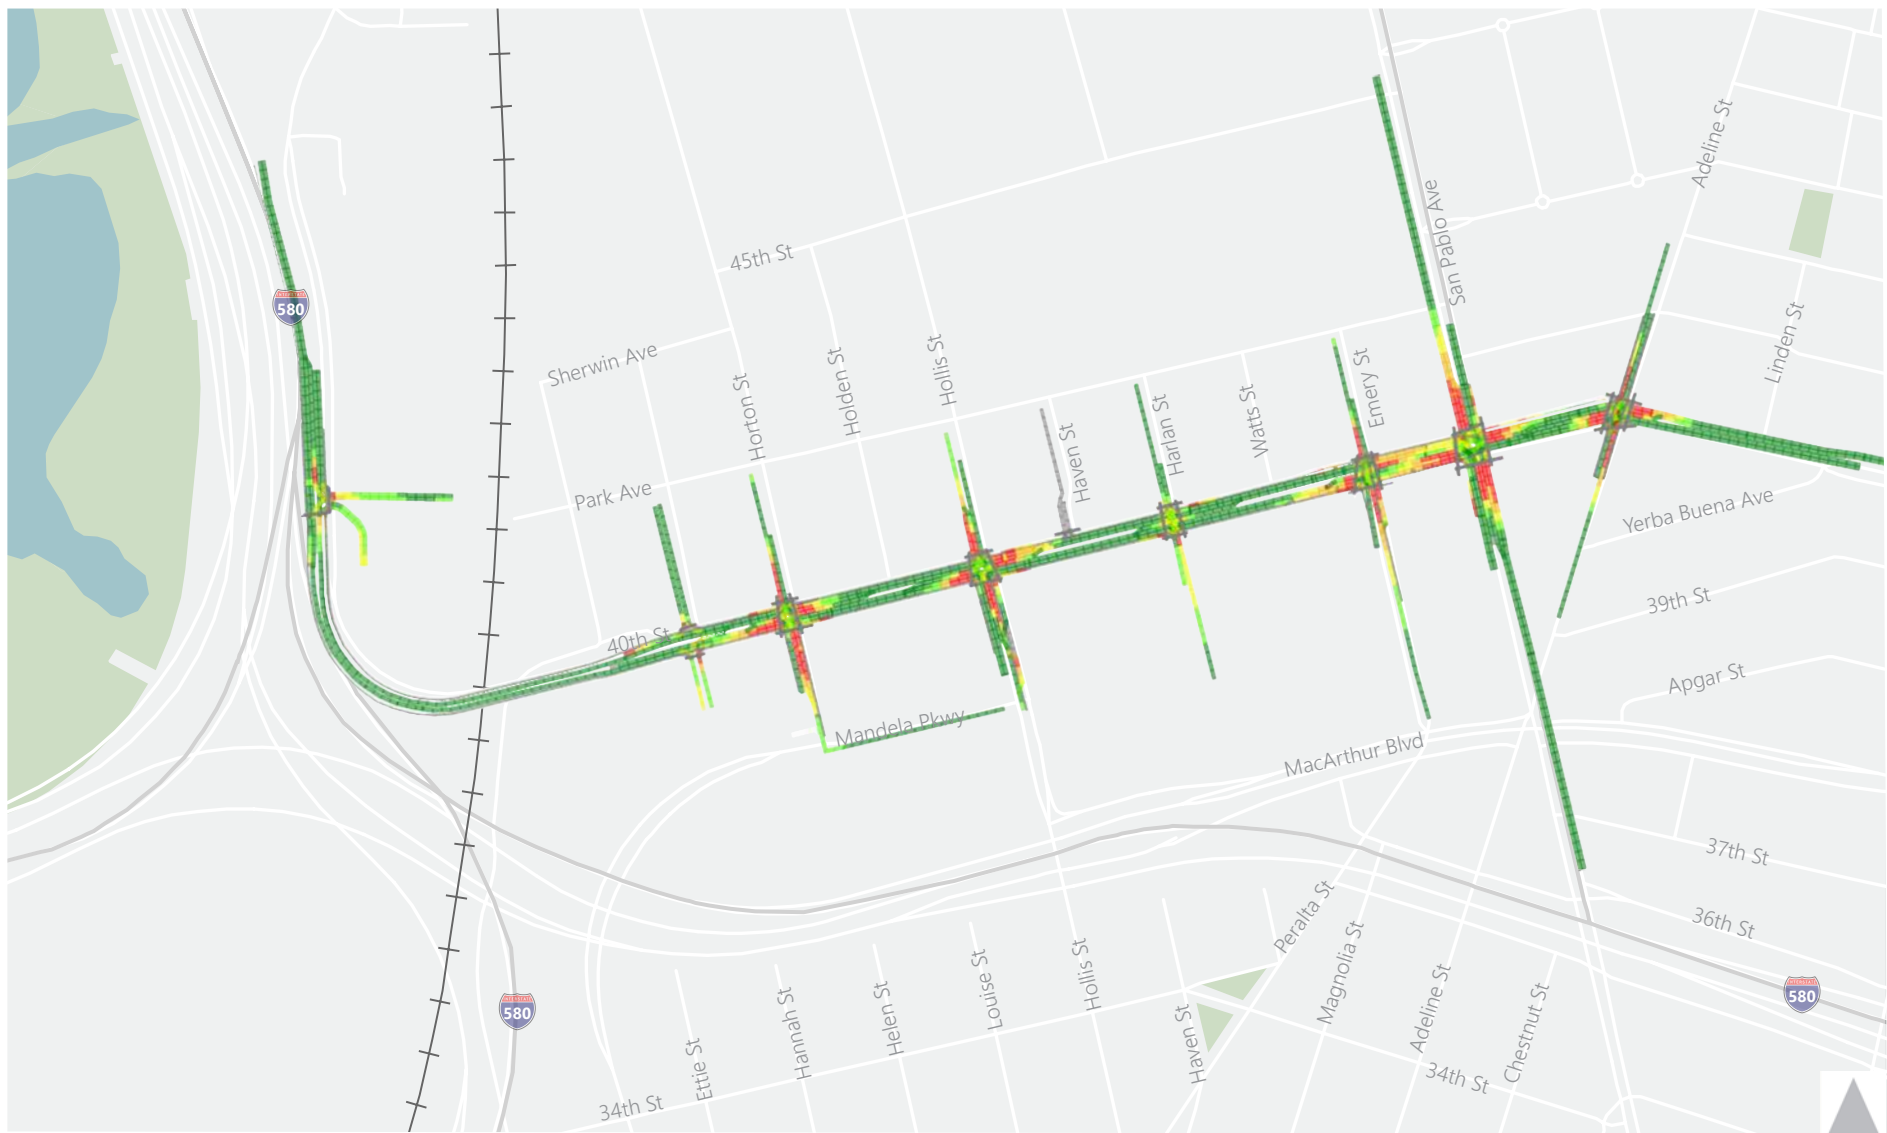 Adeline St
San Pablo Ave
45th St
INTERSTATE
580
Linden St
Sherwin Ave
Hollis St
Holden St
Emery St
Horton St
Watts St
Harlan St
Haven St
Park Ave
Yerba Buena Ave
39th St
40th St
Apgar St
Mandela Pkwy
MacArthur Blvd
37th St
Peralta St
36th St
Magnolia St
Hollis St
Louise St
Adeline St
Chestnut St
INTERSTATE
580
INTERSTATE
580
Helen St
Hannah St
Haven St
Ettie St
34th St
34th St